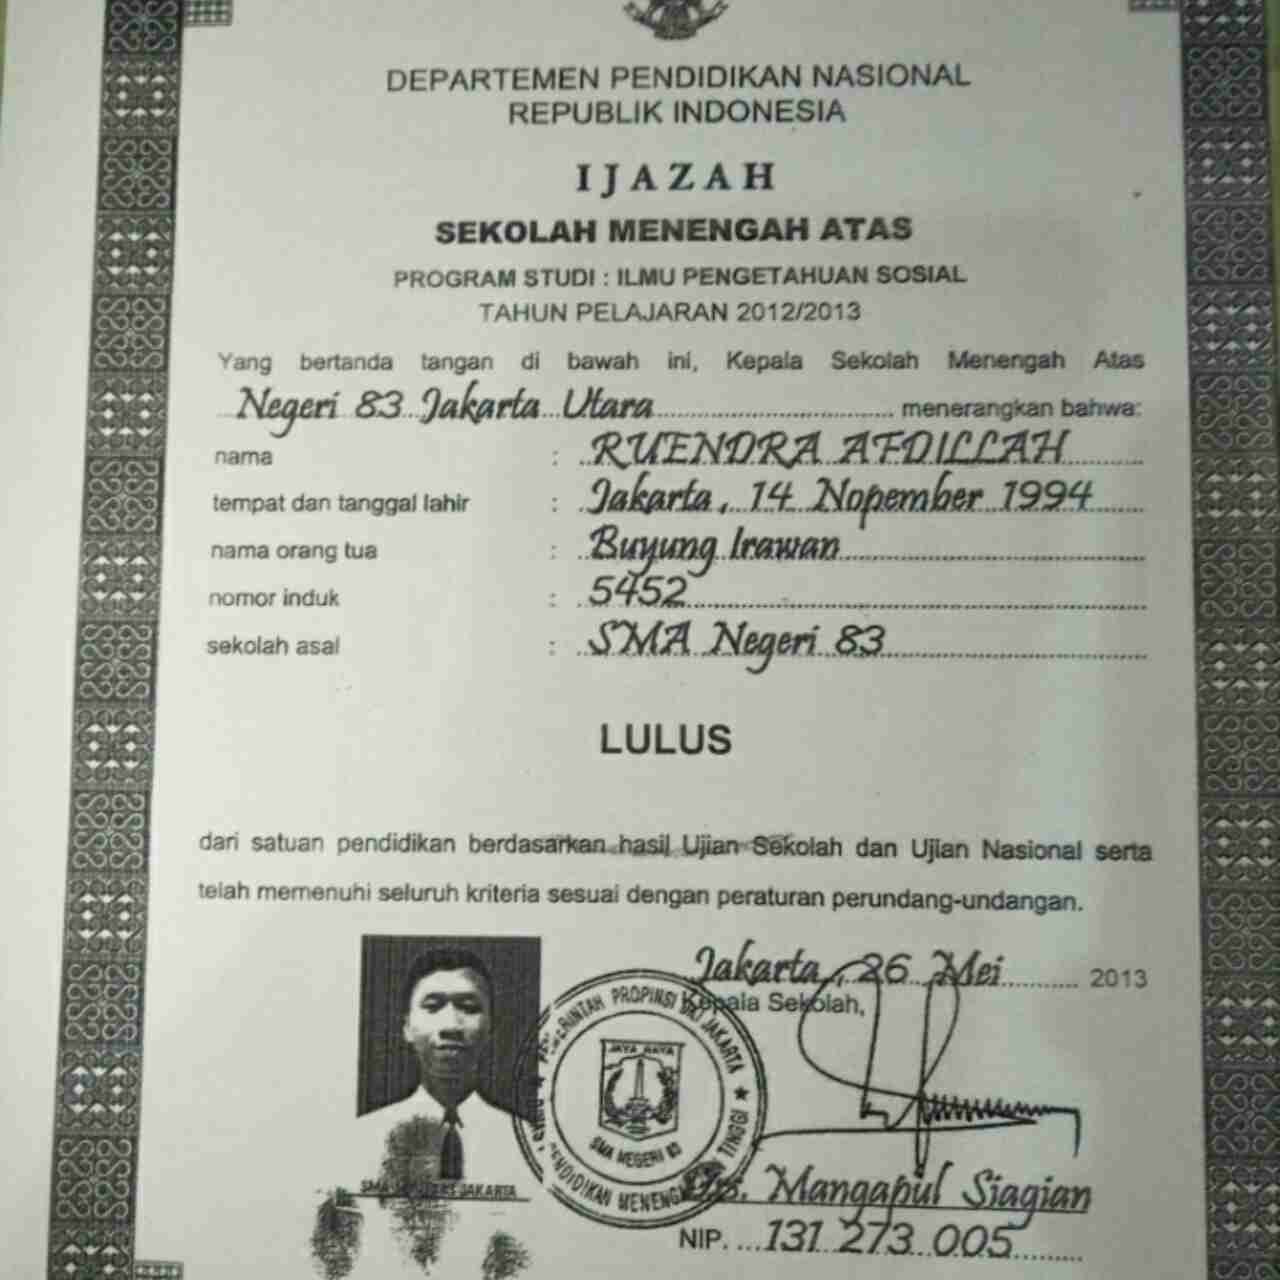 DEPARTEMEN PENDIDIKAN NASIONAL
REPUBLIK INDONESIA
IJAZAH
SEKOLAH MENENGAH ATAS
PROGRAM STUDI : ILMU PENGETAHUAN SOSIAL
TAHUN PELAJARAN 2012/2013
Yang bertanda tangan di bawah ini, Kepala Sekolah Menengah Atas
Negeri 83 Jakarta Utara menerangkan bahwa:
nama : RUENDRA AFDILLAH
tempat dan tanggal lahir : Jakarta, 14 Nopember 1994
nama orang tua : Buyung Irawan
nomor induk : 5452
sekolah asal : SMA Negeri 83
LULUS
dari satuan pendidikan berdasarkan hasil Ujian Sekolah dan Ujian Nasional serta
telah memenuhi seluruh kriteria sesuai dengan peraturan perundang-undangan.
Jakarta, 26 Mei 2013
Kepala Sekolah,
PEMERINTAH PROPINSI DKI JAKARTA
JAYA RAYA
SMA NEGERI 83
PENDIDIKAN MENENGAH TINGGI
SMA JAKARTA
Drs. Mangapul Siagian
NIP. 131 273 005